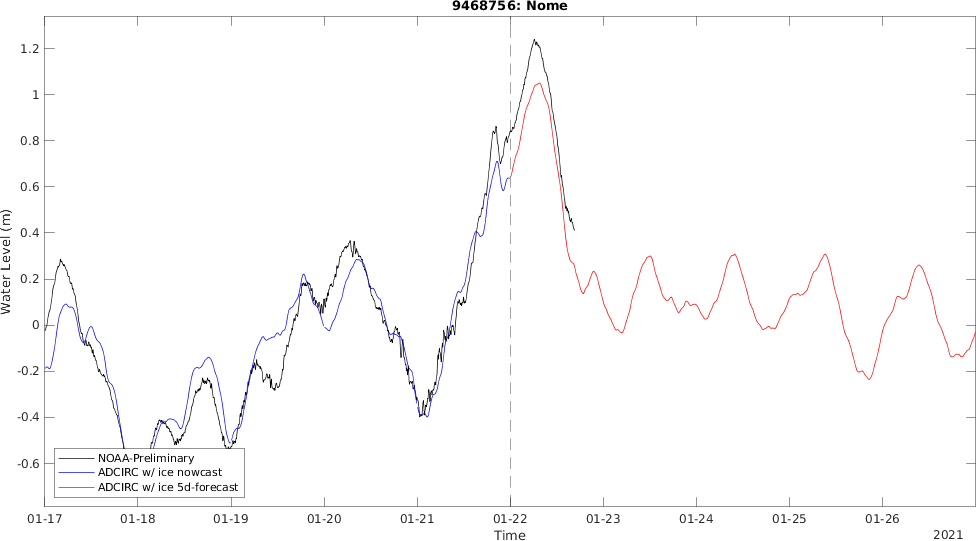 9468756: Nome
Water Level (m)
1.2
1
0.8
0.6
0.4
0.2
0
-0.2
-0.4
-0.6
NOAA-Preliminary
ADCIRC w/ ice nowcast
ADCIRC w/ ice 5d-forecast
01-17 01-18 01-19 01-20 01-21 01-22 01-23 01-24 01-25 01-26
Time
2021